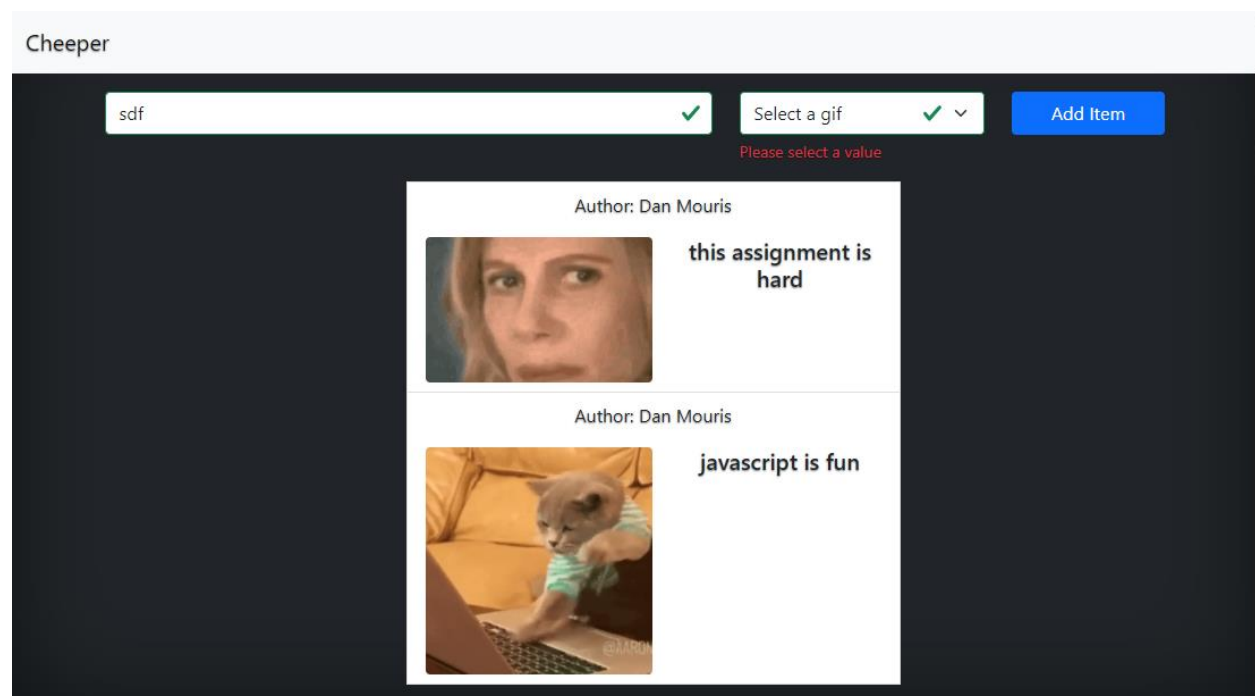 Cheeper
sdf
Select a gif
Add Item
Please select a value
Author: Dan Mouris
this assignment is
hard
Author: Dan Mouris
javascript is fun